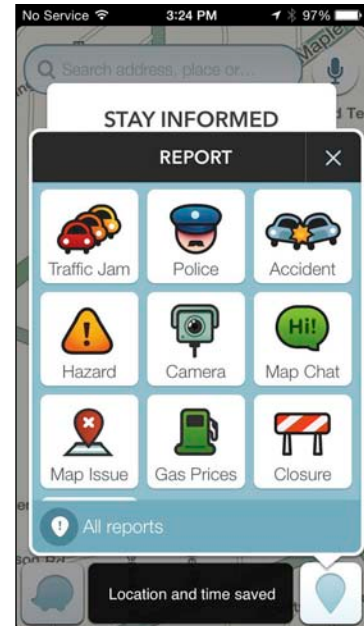 No Service 3:24 PM 97%
Search address, place or...
Maple
STAY INFORMED
REPORT
Traffic Jam Police Accident
Hi!
Hazard Camera Map Chat
Map Issue Gas Prices Closure
All reports
Location and time saved